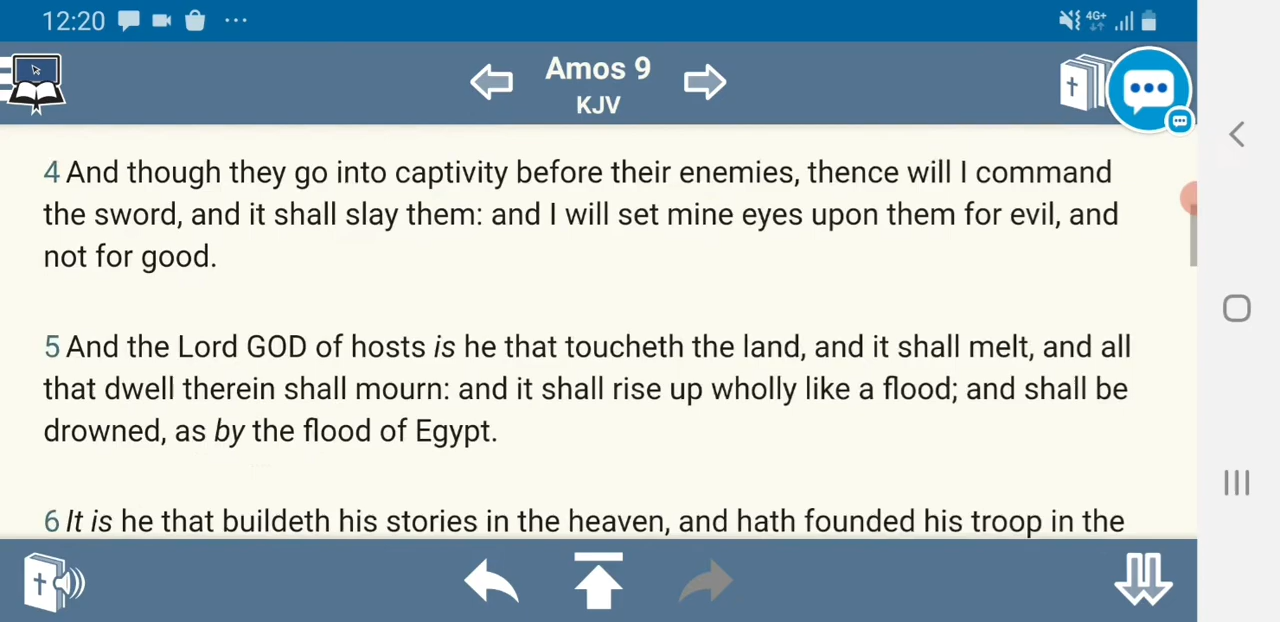 12:20
4G+
Amos 9
KJV
4 And though they go into captivity before their enemies, thence will I command
the sword, and it shall slay them: and I will set mine eyes upon them for evil, and
not for good.
5 And the Lord GOD of hosts is he that toucheth the land, and it shall melt, and all
that dwell therein shall mourn: and it shall rise up wholly like a flood; and shall be
drowned, as by the flood of Egypt.
6 It is he that buildeth his stories in the heaven, and hath founded his troop in the